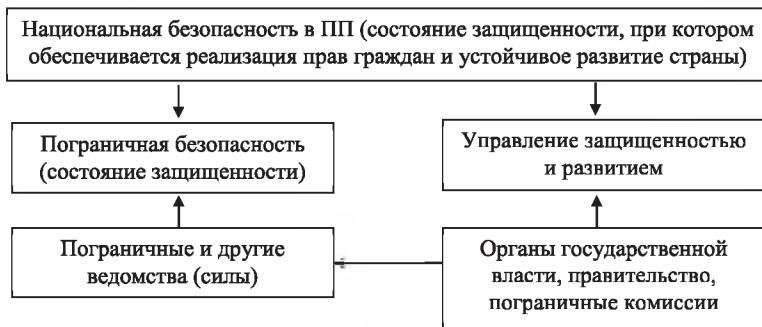 Национальная безопасность в ПП (состояние защищенности, при котором
обеспечивается реализация прав граждан и устойчивое развитие страны)
Пограничная безопасность
(состояние защищенности)
Управление защищенностью
и развитием
Пограничные и другие
ведомства (силы)
Органы государственной
власти, правительство,
пограничные комиссии